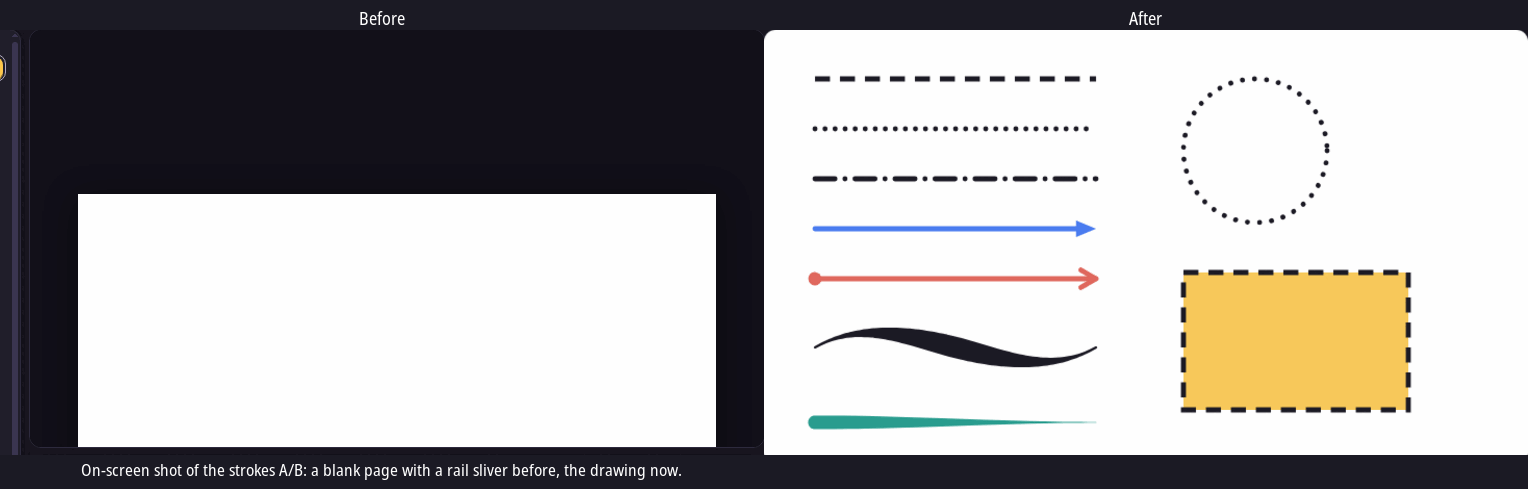 Before
After
On-screen shot of the strokes A/B: a blank page with a rail sliver before, the drawing now.